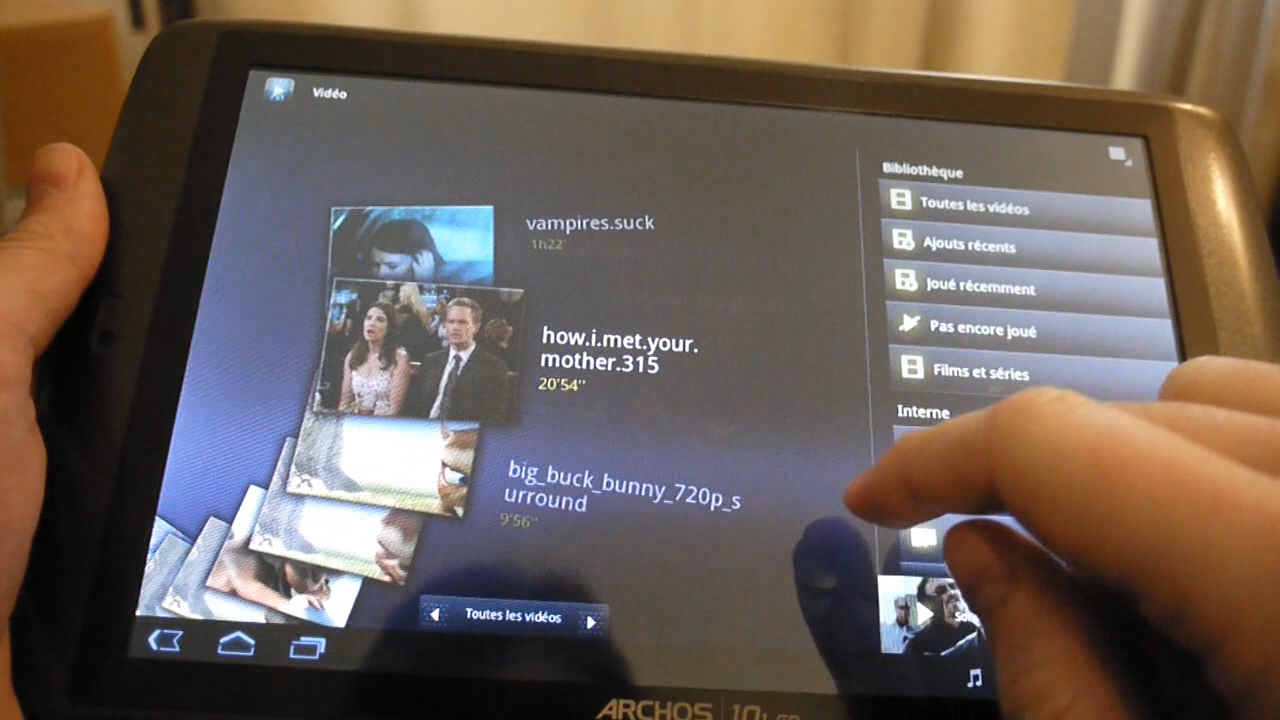 Vidéo
vampires.suck
1h22'
how.i.met.your.
mother.315
20'54''
big_buck_bunny_720p_s
urround
9'56''
Toutes les vidéos
Bibliothèque
Toutes les vidéos
Ajouts récents
Joué récemment
Pas encore joué
Films et séries
Interne
ARCHOS